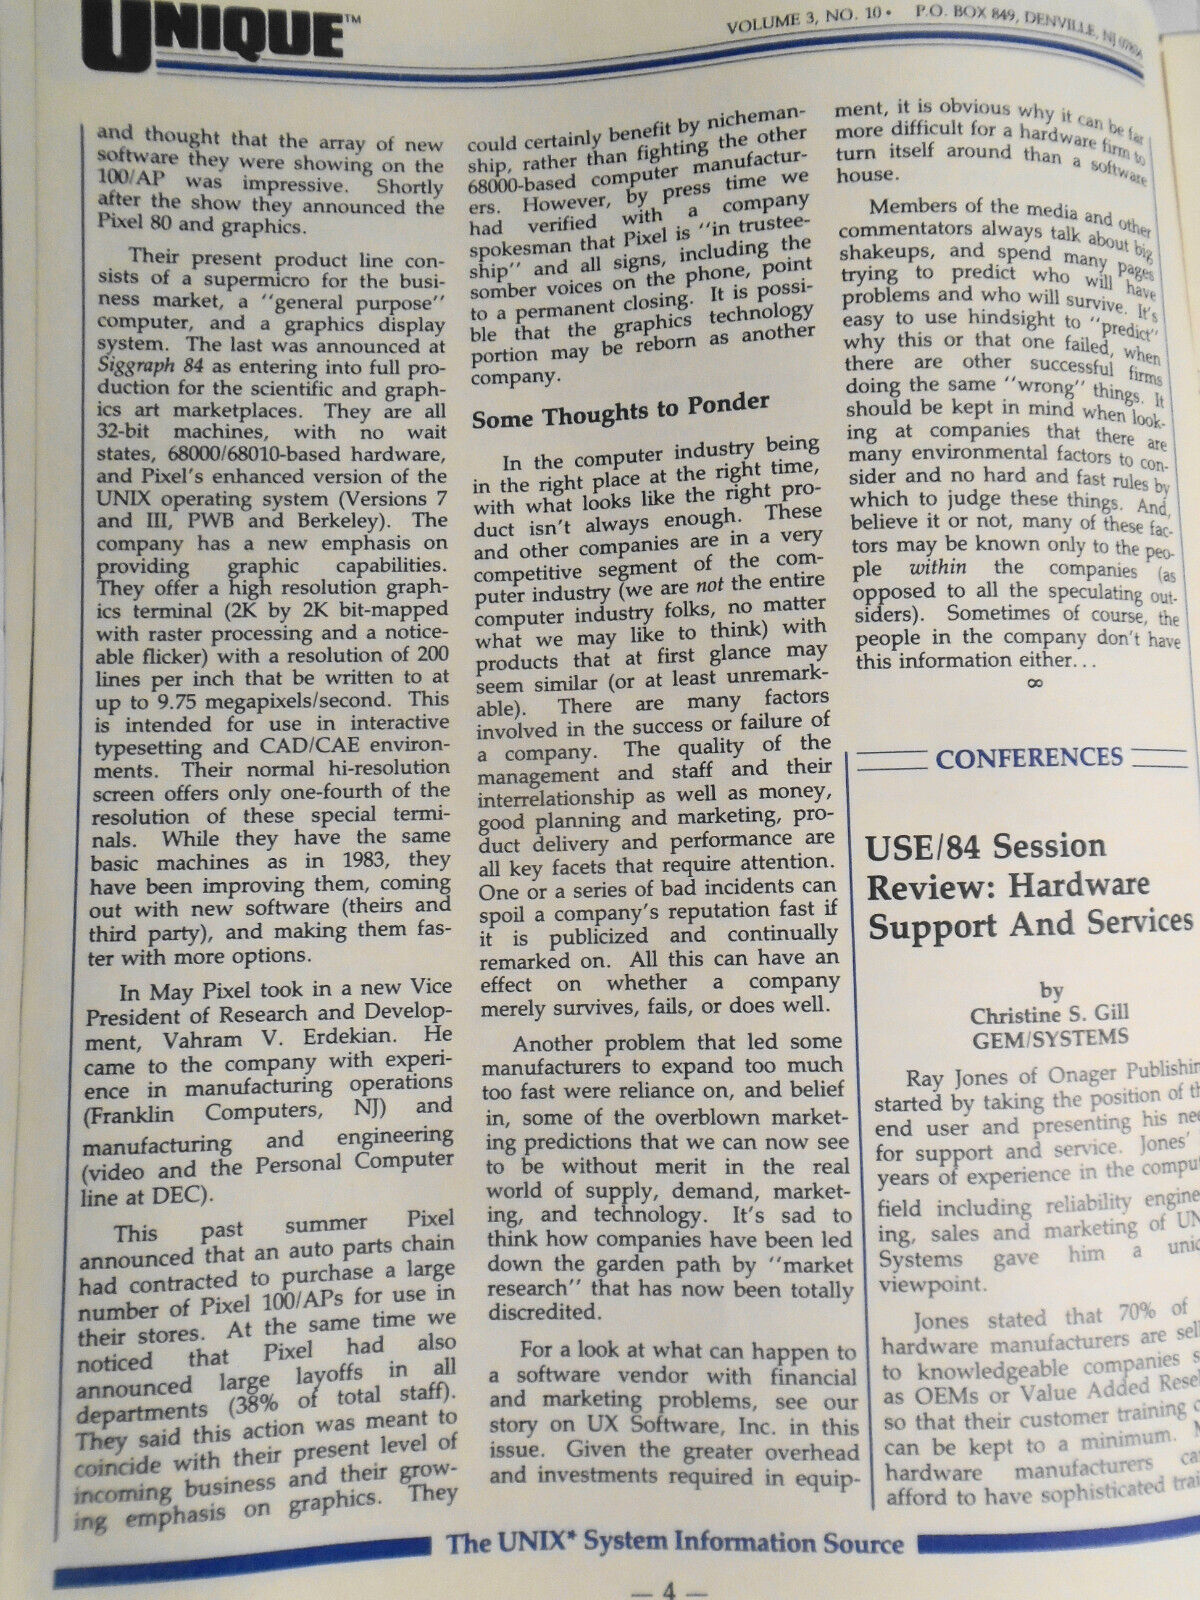 UNIQUE™
VOLUME 3, NO. 10 • P.O. BOX 849, DENVILLE, NJ
and thought that the array of new
software they were showing on the
100/AP was impressive. Shortly
after the show they announced the
Pixel 80 and graphics.
Their present product line con-
sists of a supermicro for the busi-
ness market, a "general purpose"
computer, and a graphics display
system. The last was announced at
Siggraph 84 as entering into full pro-
duction for the scientific and graph-
ics art marketplaces. They are all
32-bit machines, with no wait
states, 68000/68010-based hardware,
and Pixel's enhanced version of the
UNIX operating system (Versions 7
and III, PWB and Berkeley). The
company has a new emphasis on
providing graphic capabilities.
They offer a high resolution graph-
ics terminal (2K by 2K bit-mapped
with raster processing and a notice-
able flicker) with a resolution of 200
lines per inch that be written to at
up to 9.75 megapixels/second. This
is intended for use in interactive
typesetting and CAD/CAE environ-
ments. Their normal hi-resolution
screen offers only one-fourth of the
resolution of these special termi-
nals. While they have the same
basic machines as in 1983, they
have been improving them, coming
out with new software (theirs and
third party), and making them fas-
ter with more options.
In May Pixel took in a new Vice
President of Research and Develop-
ment, Vahram V. Erdekian. He
came to the company with experi-
ence in manufacturing operations
(Franklin Computers, NJ) and
manufacturing and engineering
(video and the Personal Computer
line at DEC).
This past summer Pixel
announced that an auto parts chain
had contracted to purchase a large
number of Pixel 100/APs for use in
their stores. At the same time we
noticed that Pixel had also
announced large layoffs in all
departments (38% of total staff).
They said this action was meant to
coincide with their present level of
incoming business and their grow-
ing emphasis on graphics. They
could certainly benefit by nicheman-
ship, rather than fighting the other
68000-based computer manufactur-
ers. However, by press time we
had verified with a company
spokesman that Pixel is "in trustee-
ship" and all signs, including the
somber voices on the phone, point
to a permanent closing. It is possi-
ble that the graphics technology
portion may be reborn as another
company.
Some Thoughts to Ponder
In the computer industry being
in the right place at the right time,
with what looks like the right pro-
duct isn't always enough. These
and other companies are in a very
competitive segment of the com-
puter industry (we are not the entire
computer industry folks, no matter
what we may like to think) with
products that at first glance may
seem similar (or at least unremark-
able). There are many factors
involved in the success or failure of
a company. The quality of the
management and staff and their
interrelationship as well as money,
good planning and marketing, pro-
duct delivery and performance are
all key facets that require attention.
One or a series of bad incidents can
spoil a company's reputation fast if
it is publicized and continually
remarked on. All this can have an
effect on whether a company
merely survives, fails, or does well.
Another problem that led some
manufacturers to expand too much
too fast were reliance on, and belief
in, some of the overblown market-
ing predictions that we can now see
to be without merit in the real
world of supply, demand, market-
ing, and technology. It's sad to
think how companies have been led
down the garden path by "market
research" that has now been totally
discredited.
For a look at what can happen to
a software vendor with financial
and marketing problems, see our
story on UX Software, Inc. in this
issue. Given the greater overhead
and investments required in equip-
ment, it is obvious why it can be far
more difficult for a hardware firm to
turn itself around than a software
house.
Members of the media and other
commentators always talk about big
shakeups, and spend many pages
trying to predict who will have
problems and who will survive. It's
easy to use hindsight to "predict"
why this or that one failed, when
there are other successful firms
doing the same "wrong" things. It
should be kept in mind when look-
ing at companies that there are
many environmental factors to con-
sider and no hard and fast rules by
which to judge these things. And,
believe it or not, many of these fac-
tors may be known only to the peo-
ple within the companies (as
opposed to all the speculating out-
siders). Sometimes of course, the
people in the company don't have
this information either...
∞
CONFERENCES
USE/84 Session
Review: Hardware
Support And Services
by
Christine S. Gill
GEM/SYSTEMS
Ray Jones of Onager Publishin
started by taking the position of th
end user and presenting his nee
for support and service. Jones'
years of experience in the comput
field including reliability engine
ing, sales and marketing of UN
Systems gave him a uniq
viewpoint.
Jones stated that 70% of
hardware manufacturers are sell
to knowledgeable companies s
as OEMs or Value Added Resel
so that their customer training c
can be kept to a minimum.
hardware manufacturers ca
afford to have sophisticated trai
The UNIX* System Information Source
— 4 —